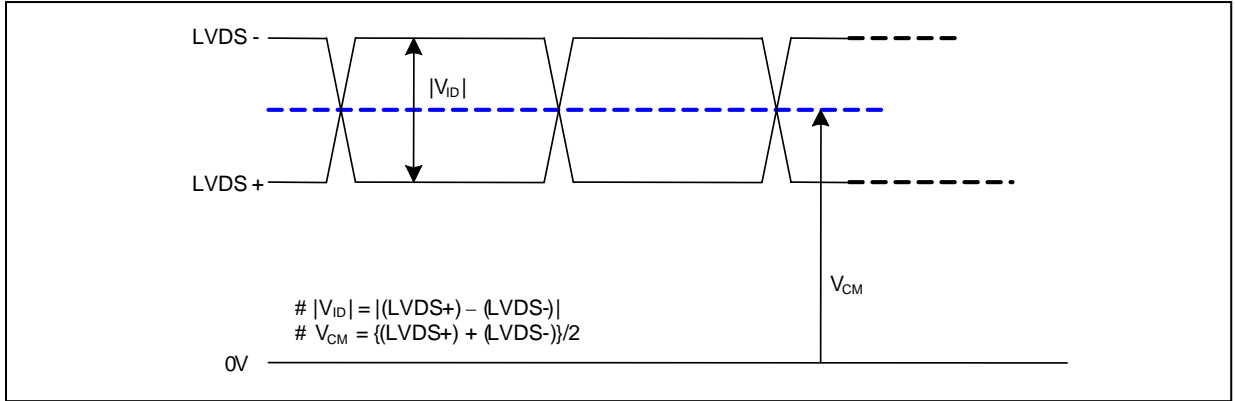 LVDS -
|VID|
LVDS +
VCM
# |VID| = |(LVDS+) – (LVDS-)|
# VCM = {(LVDS+) + (LVDS-)}/2
0V